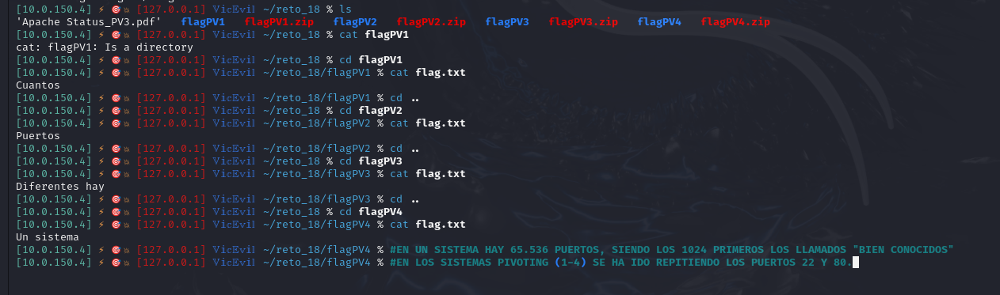 [10.0.150.4] ⚡ 🎯💥 [127.0.0.1] 𝕍𝕚𝕔𝔼𝕧𝕚𝕝 ~/reto_18 % ls
'Apache Status_PV3.pdf' flagPV1 flagPV1.zip flagPV2 flagPV2.zip flagPV3 flagPV3.zip flagPV4 flagPV4.zip
[10.0.150.4] ⚡ 🎯💥 [127.0.0.1] 𝕍𝕚𝕔𝔼𝕧𝕚𝕝 ~/reto_18 % cat flagPV1
cat: flagPV1: Is a directory
[10.0.150.4] ⚡ 🎯💥 [127.0.0.1] 𝕍𝕚𝕔𝔼𝕧𝕚𝕝 ~/reto_18 % cd flagPV1
[10.0.150.4] ⚡ 🎯💥 [127.0.0.1] 𝕍𝕚𝕔𝔼𝕧𝕚𝕝 ~/reto_18/flagPV1 % cat flag.txt
Cuantos
[10.0.150.4] ⚡ 🎯💥 [127.0.0.1] 𝕍𝕚𝕔𝔼𝕧𝕚𝕝 ~/reto_18/flagPV1 % cd ..
[10.0.150.4] ⚡ 🎯💥 [127.0.0.1] 𝕍𝕚𝕔𝔼𝕧𝕚𝕝 ~/reto_18 % cd flagPV2
[10.0.150.4] ⚡ 🎯💥 [127.0.0.1] 𝕍𝕚𝕔𝔼𝕧𝕚𝕝 ~/reto_18/flagPV2 % cat flag.txt
Puertos
[10.0.150.4] ⚡ 🎯💥 [127.0.0.1] 𝕍𝕚𝕔𝔼𝕧𝕚𝕝 ~/reto_18/flagPV2 % cd ..
[10.0.150.4] ⚡ 🎯💥 [127.0.0.1] 𝕍𝕚𝕔𝔼𝕧𝕚𝕝 ~/reto_18 % cd flagPV3
[10.0.150.4] ⚡ 🎯💥 [127.0.0.1] 𝕍𝕚𝕔𝔼𝕧𝕚𝕝 ~/reto_18/flagPV3 % cat flag.txt
Diferentes hay
[10.0.150.4] ⚡ 🎯💥 [127.0.0.1] 𝕍𝕚𝕔𝔼𝕧𝕚𝕝 ~/reto_18/flagPV3 % cd ..
[10.0.150.4] ⚡ 🎯💥 [127.0.0.1] 𝕍𝕚𝕔𝔼𝕧𝕚𝕝 ~/reto_18 % cd flagPV4
[10.0.150.4] ⚡ 🎯💥 [127.0.0.1] 𝕍𝕚𝕔𝔼𝕧𝕚𝕝 ~/reto_18/flagPV4 % cat flag.txt
Un sistema
[10.0.150.4] ⚡ 🎯💥 [127.0.0.1] 𝕍𝕚𝕔𝔼𝕧𝕚𝕝 ~/reto_18/flagPV4 % #EN UN SISTEMA HAY 65.536 PUERTOS, SIENDO LOS 1024 PRIMEROS LOS LLAMADOS "BIEN CONOCIDOS"
[10.0.150.4] ⚡ 🎯💥 [127.0.0.1] 𝕍𝕚𝕔𝔼𝕧𝕚𝕝 ~/reto_18/flagPV4 % #EN LOS SISTEMAS PIVOTING (1-4) SE HA IDO REPITIENDO LOS PUERTOS 22 Y 80.